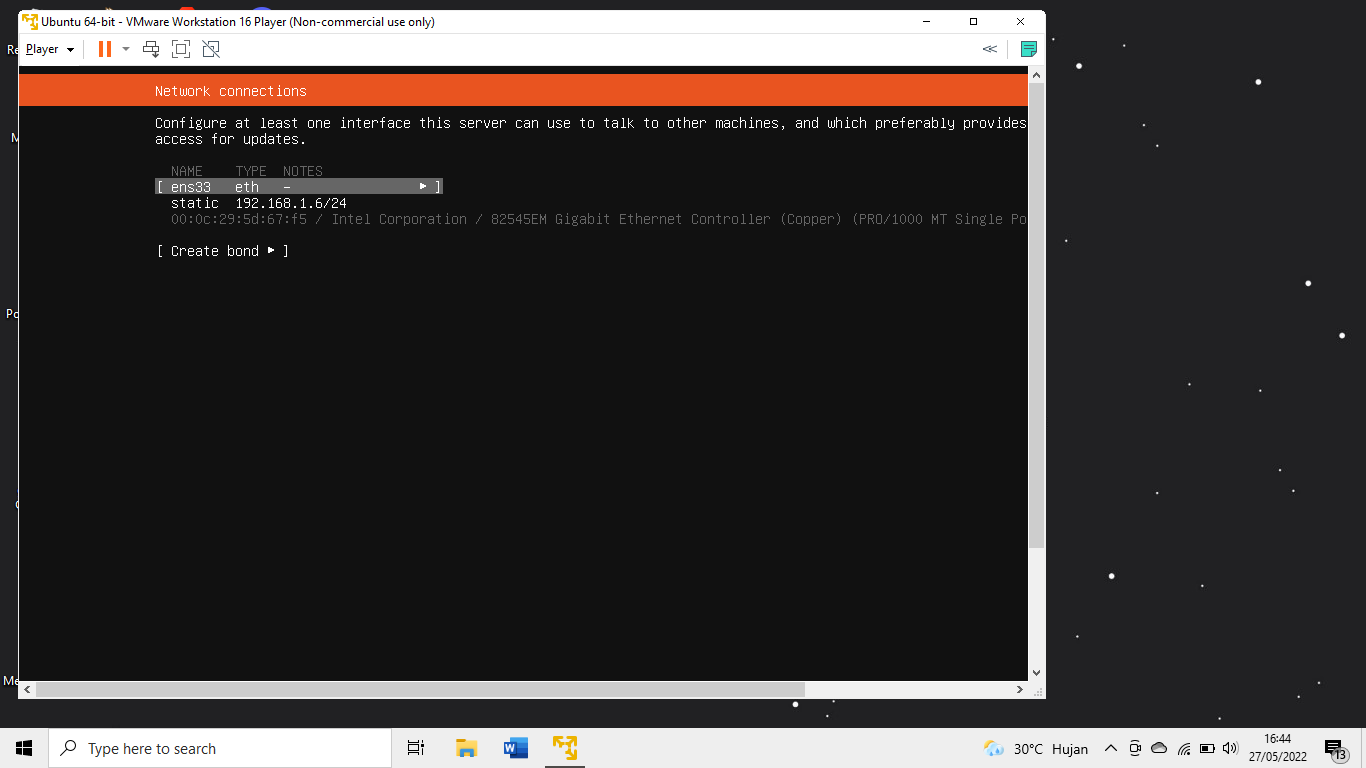 Ubuntu 64-bit - VMware Workstation 16 Player (Non-commercial use only)
Player
Network connections
Configure at least one interface this server can use to talk to other machines, and which preferably provides
access for updates.
NAME TYPE NOTES
[ ens33 eth – ▸ ]
static 192.168.1.6/24
00:0c:29:5d:67:f5 / Intel Corporation / 82545EM Gigabit Ethernet Controller (Copper) (PRO/1000 MT Single Po
[ Create bond ▸ ]
Re
M
Po
Me
Type here to search
30°C Hujan
16:44
27/05/2022
13